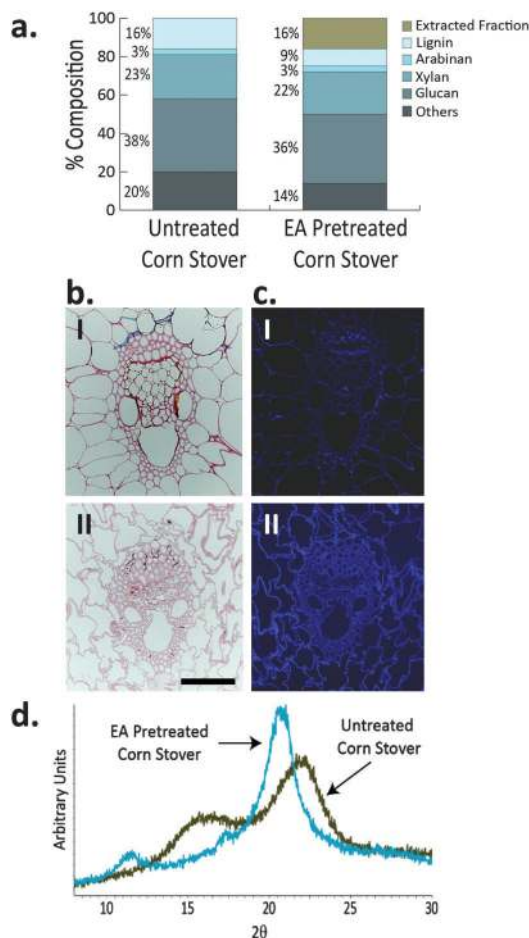 a.
% Composition
100
80
60
40
20
0
16%
3%
23%
38%
20%
16%
9%
3%
22%
36%
14%
Extracted Fraction
Lignin
Arabinan
Xylan
Glucan
Others
Untreated
Corn Stover
EA Pretreated
Corn Stover
b.
I
II
c.
I
II
d.
Arbitrary Units
EA Pretreated
Corn Stover
Untreated
Corn Stover
10
15
20
25
30
2θ